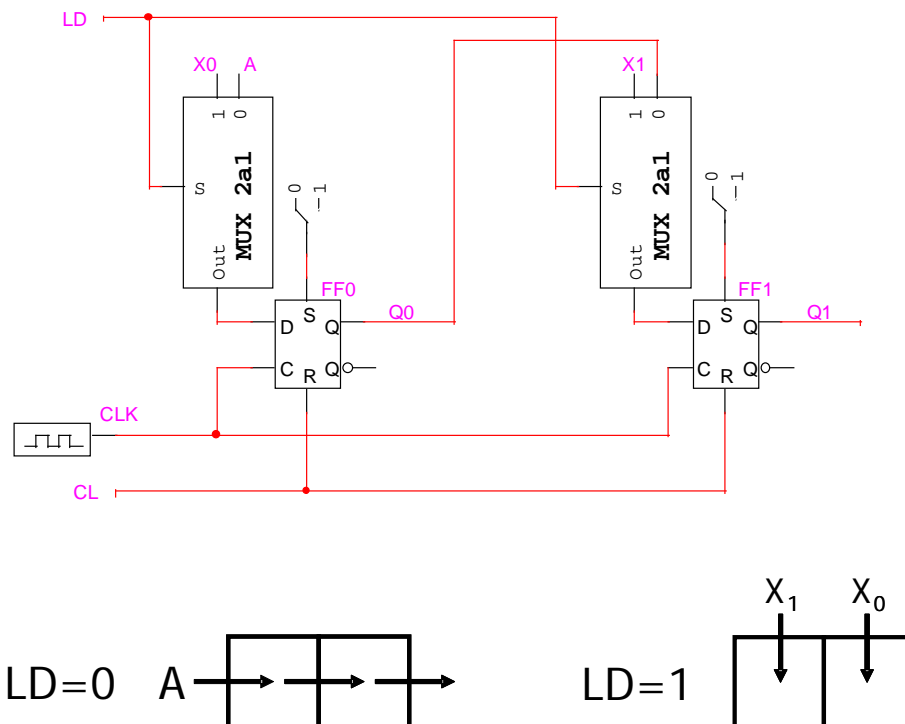 LD
X0 A
X1
1 0
1 0
S
MUX 2a1
Out
S
MUX 2a1
Out
0
1
0
1
FF0
FF1
S
D Q
C Q
R
Q0
S
D Q
C Q
R
Q1
CLK
CL
X1 X0
LD=0 A
LD=1